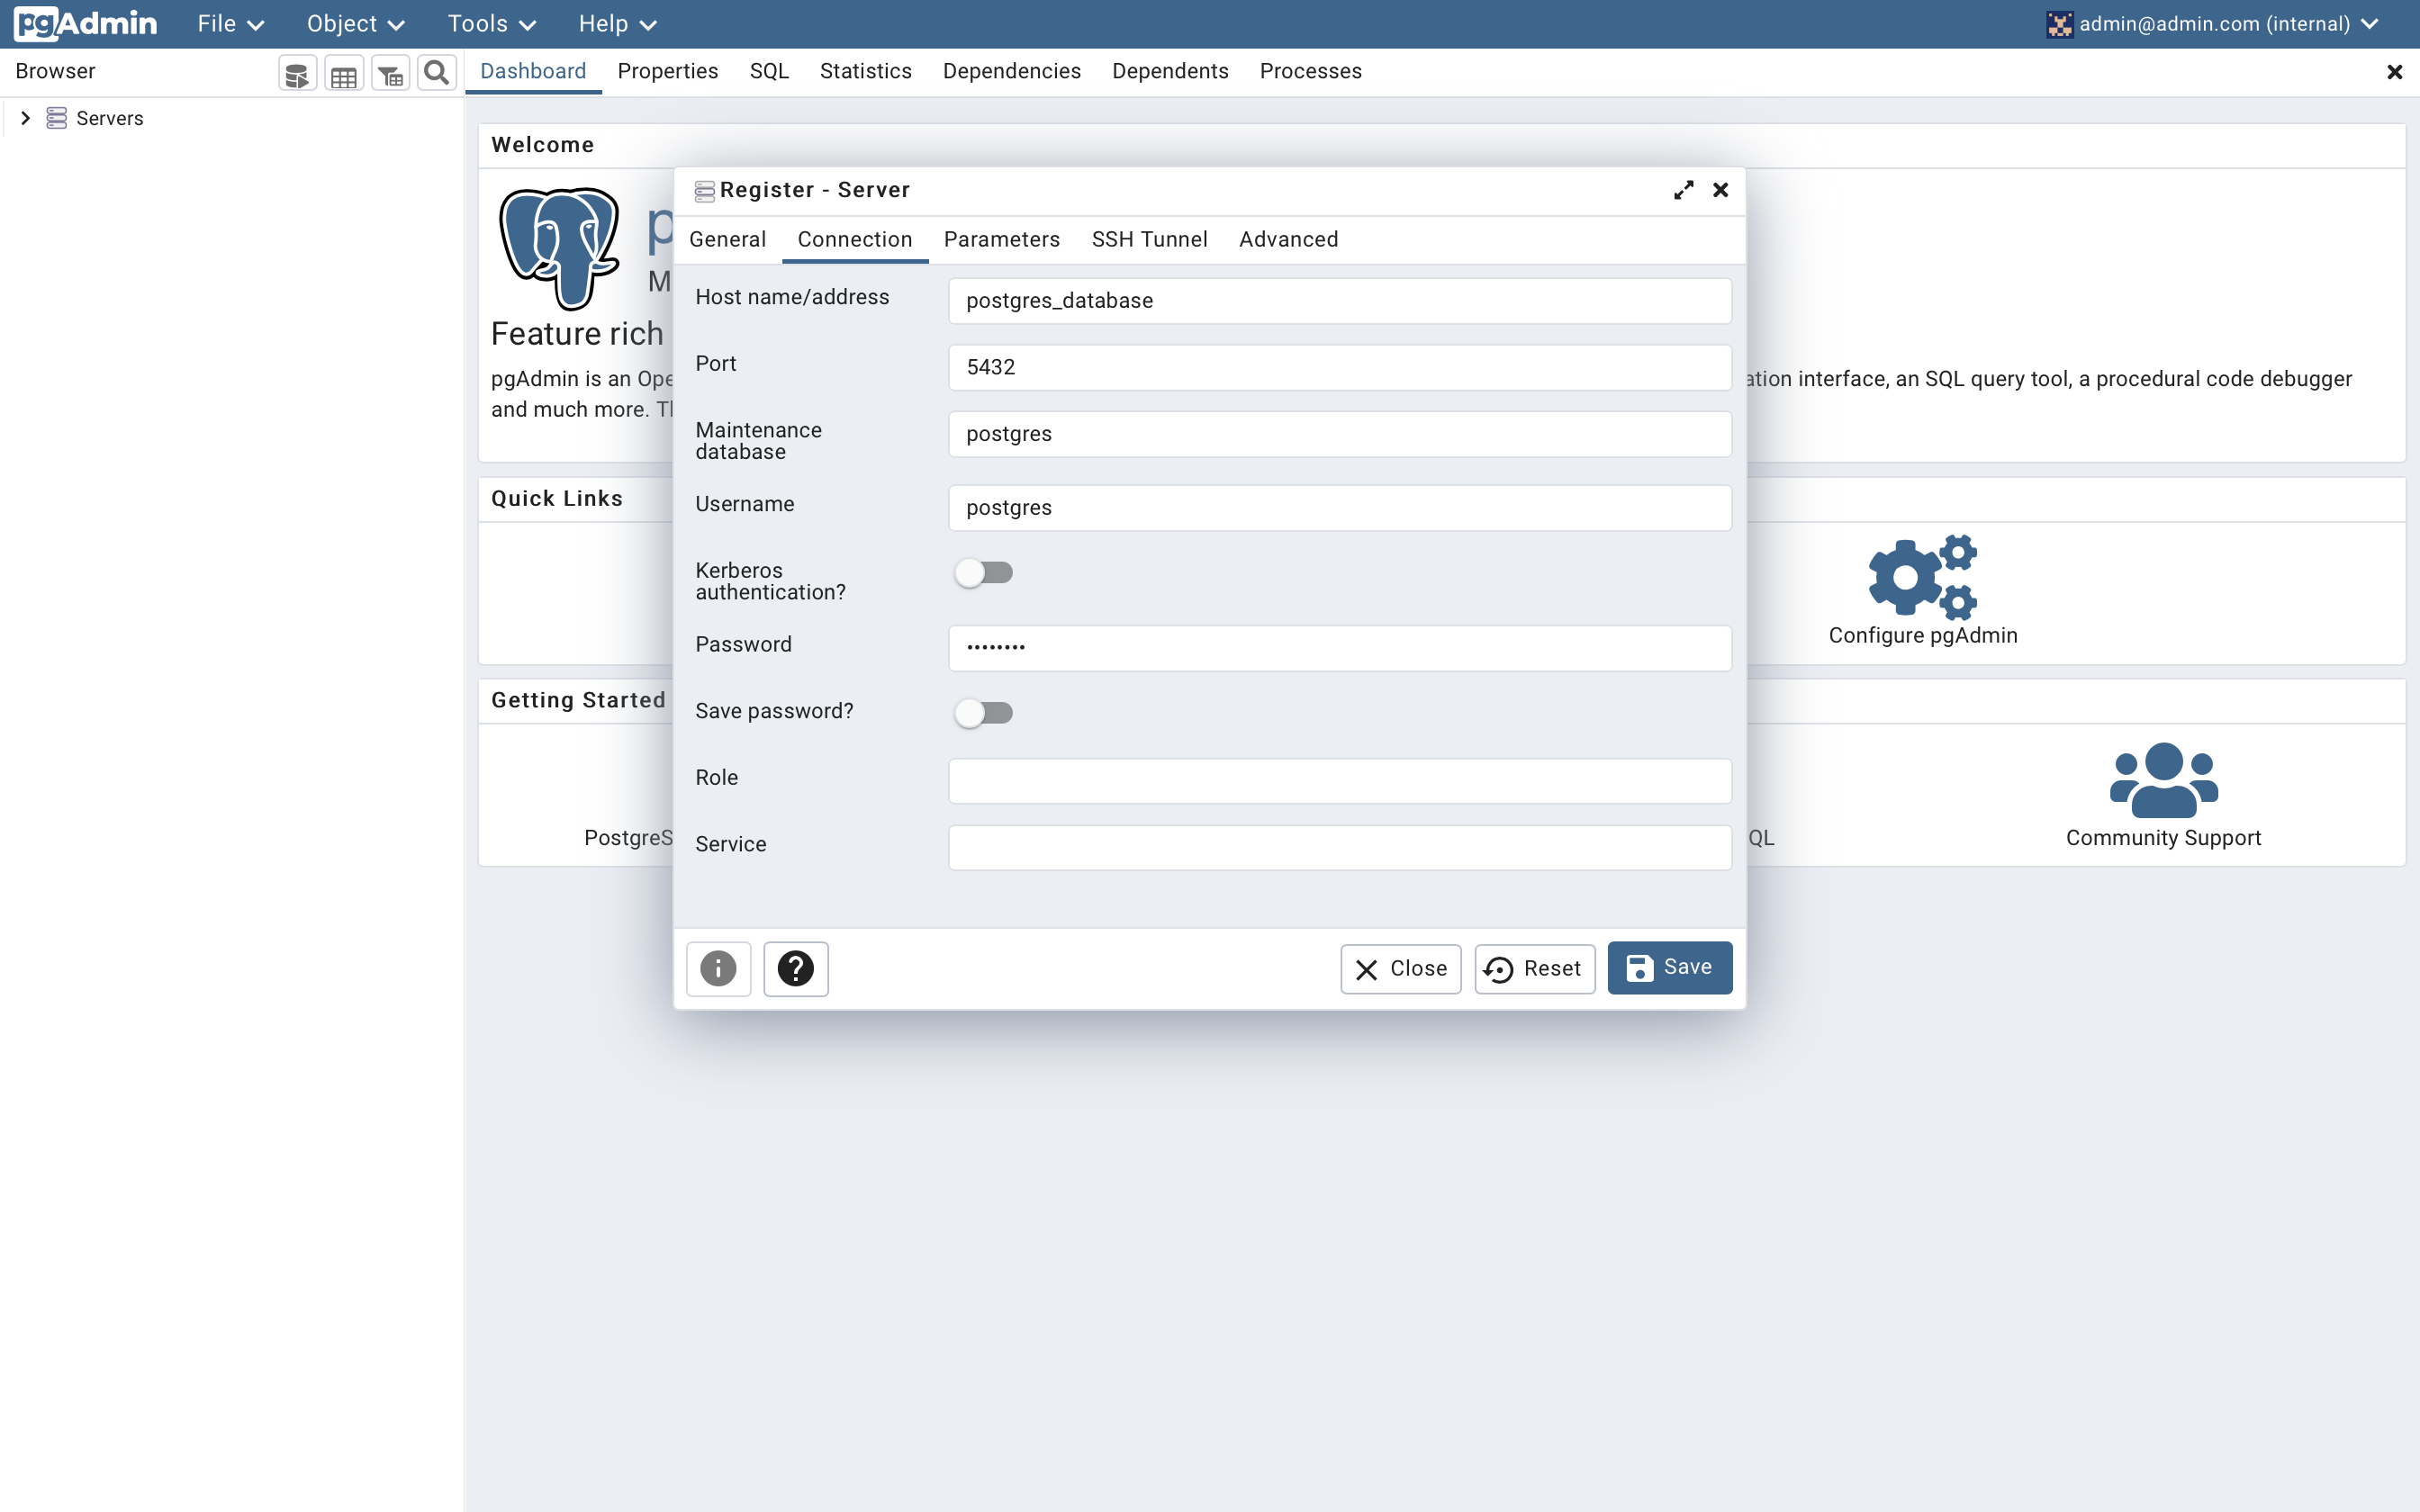 pgAdmin File Object Tools Help admin@admin.com (internal)
Browser
Dashboard Properties SQL Statistics Dependencies Dependents Processes
Servers
Welcome
Feature rich
pgAdmin is an Ope
ation interface, an SQL query tool, a procedural code debugger
and much more.
Quick Links
Configure pgAdmin
Getting Started
PostgreS
QL
Community Support
Register - Server
General Connection Parameters SSH Tunnel Advanced
Host name/address
postgres_database
Port
5432
Maintenance
database
postgres
Username
postgres
Kerberos
authentication?
Password
••••••••
Save password?
Role
Service
i ? Close Reset Save